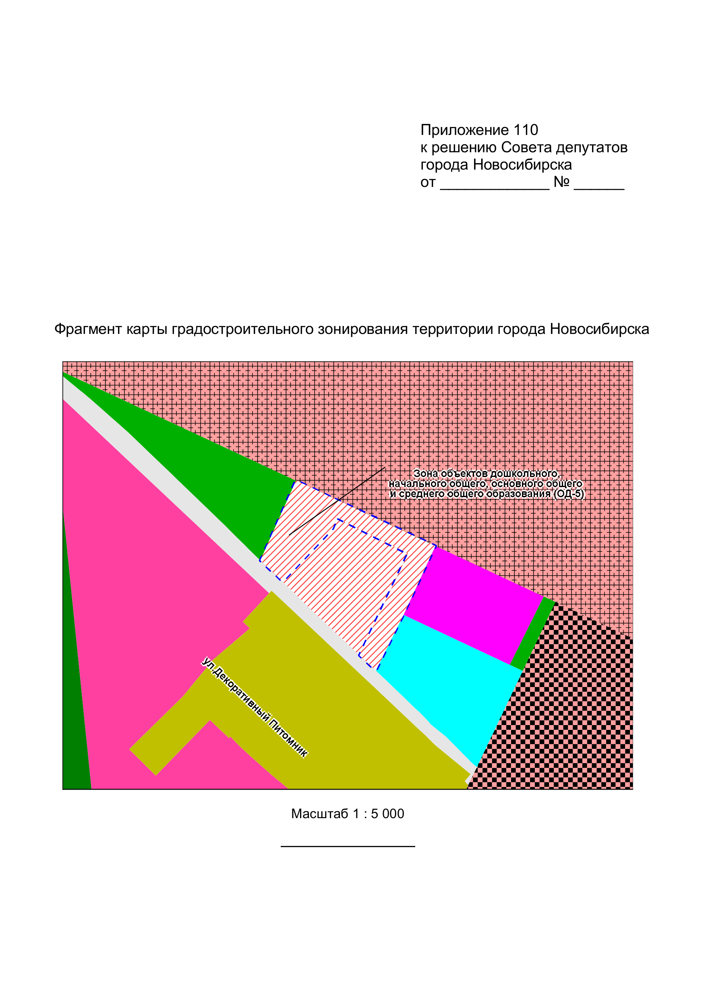 Приложение 110
к решению Совета депутатов
города Новосибирска
от _____________ № ______
Фрагмент карты градостроительного зонирования территории города Новосибирска
Зона объектов дошкольного,
начального общего, основного общего
и среднего общего образования (ОД-5)
ул.Декоративный Питомник
Масштаб 1 : 5 000